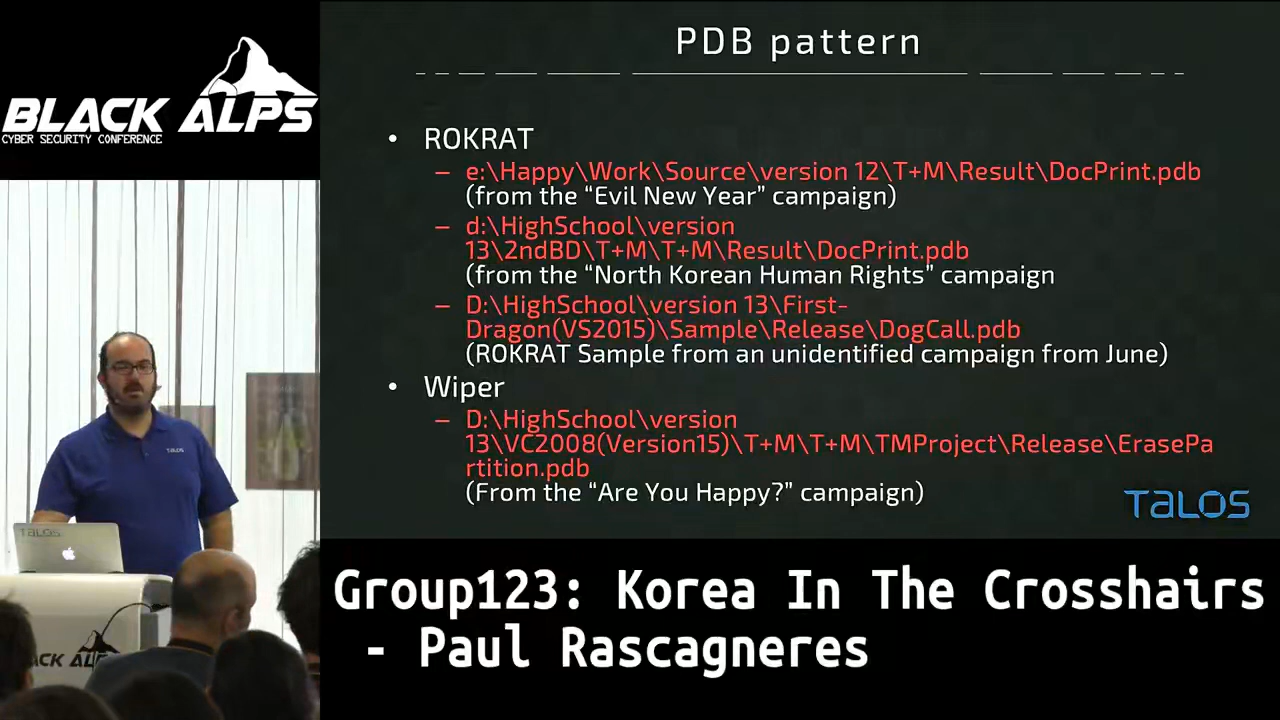 BLACK ALPS
CYBER SECURITY CONFERENCE
PDB pattern
• ROKRAT
– e:\Happy\Work\Source\version 12\T+M\Result\DocPrint.pdb
(from the “Evil New Year” campaign)
– d:\HighSchool\version
13\2ndBD\T+M\T+M\Result\DocPrint.pdb
(from the “North Korean Human Rights” campaign
– D:\HighSchool\version 13\First-
Dragon(VS2015)\Sample\Release\DogCall.pdb
(ROKRAT Sample from an unidentified campaign from June)
• Wiper
– D:\HighSchool\version
13\VC2008(Version15)\T+M\T+M\TMProject\Release\ErasePa
rtition.pdb
(From the “Are You Happy?” campaign)
TALOS
TALOS
TALOS
ACK ALP
Group123: Korea In The Crosshairs
- Paul Rascagneres